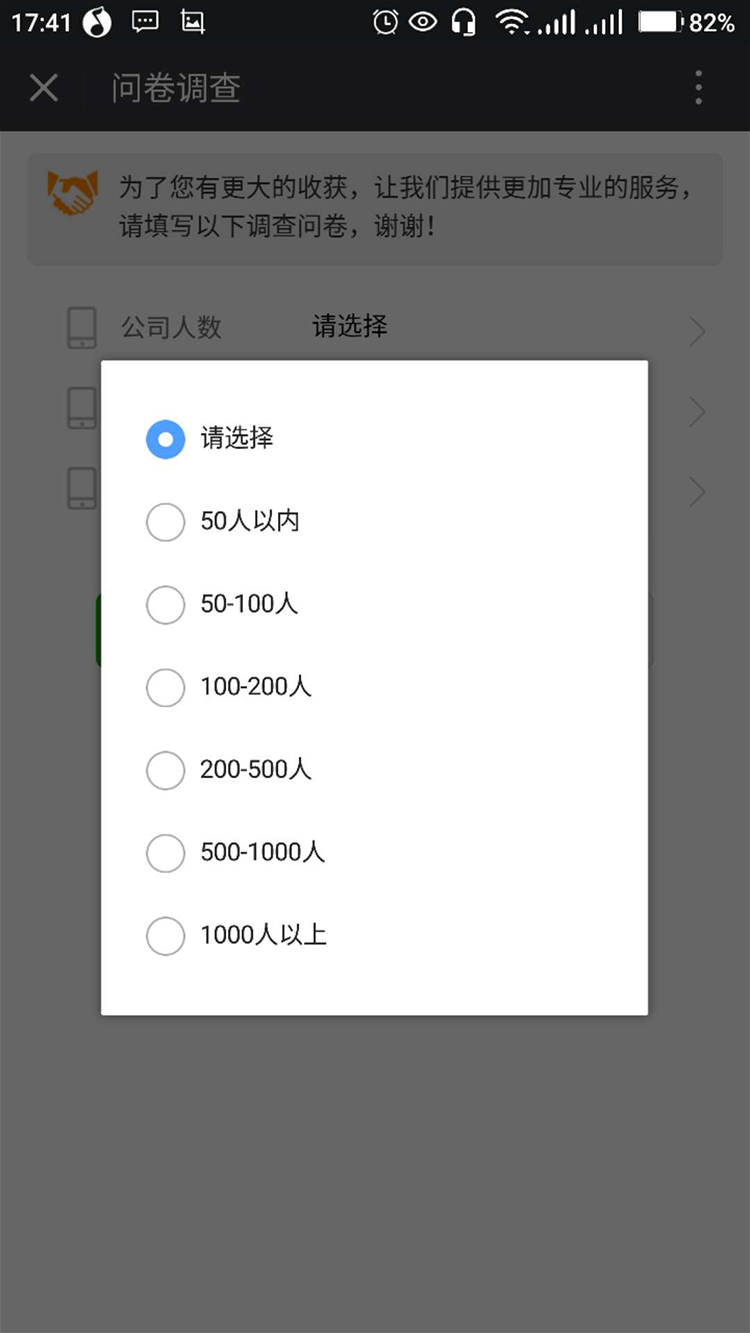 17:41
82%
问卷调查
为了您有更大的收获，让我们提供更加专业的服务，
请填写以下调查问卷，谢谢！
公司人数 请选择
请选择
50人以内
50-100人
100-200人
200-500人
500-1000人
1000人以上